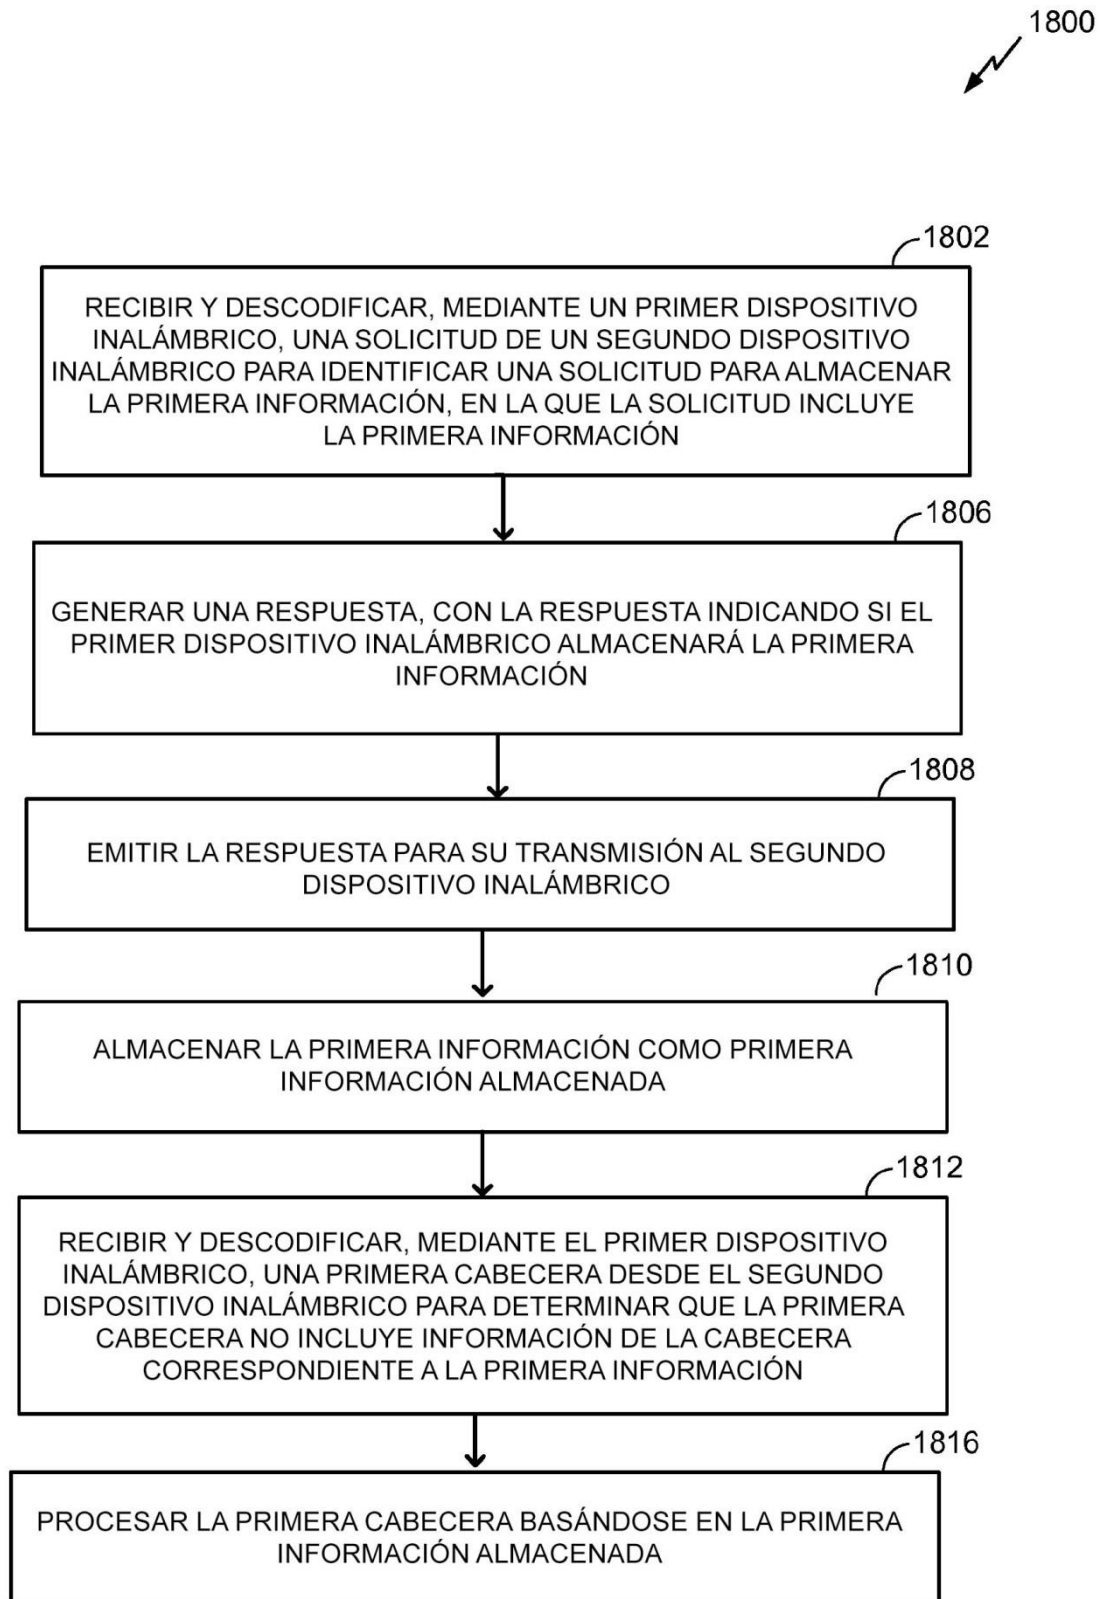 1800
1802
RECIBIR Y DESCODIFICAR, MEDIANTE UN PRIMER DISPOSITIVO
INALÁMBRICO, UNA SOLICITUD DE UN SEGUNDO DISPOSITIVO
INALÁMBRICO PARA IDENTIFICAR UNA SOLICITUD PARA ALMACENAR
LA PRIMERA INFORMACIÓN, EN LA QUE LA SOLICITUD INCLUYE
LA PRIMERA INFORMACIÓN
1806
GENERAR UNA RESPUESTA, CON LA RESPUESTA INDICANDO SI EL
PRIMER DISPOSITIVO INALÁMBRICO ALMACENARÁ LA PRIMERA
INFORMACIÓN
1808
EMITIR LA RESPUESTA PARA SU TRANSMISIÓN AL SEGUNDO
DISPOSITIVO INALÁMBRICO
1810
ALMACENAR LA PRIMERA INFORMACIÓN COMO PRIMERA
INFORMACIÓN ALMACENADA
1812
RECIBIR Y DESCODIFICAR, MEDIANTE EL PRIMER DISPOSITIVO
INALÁMBRICO, UNA PRIMERA CABECERA DESDE EL SEGUNDO
DISPOSITIVO INALÁMBRICO PARA DETERMINAR QUE LA PRIMERA
CABECERA NO INCLUYE INFORMACIÓN DE LA CABECERA
CORRESPONDIENTE A LA PRIMERA INFORMACIÓN
1816
PROCESAR LA PRIMERA CABECERA BASÁNDOSE EN LA PRIMERA
INFORMACIÓN ALMACENADA